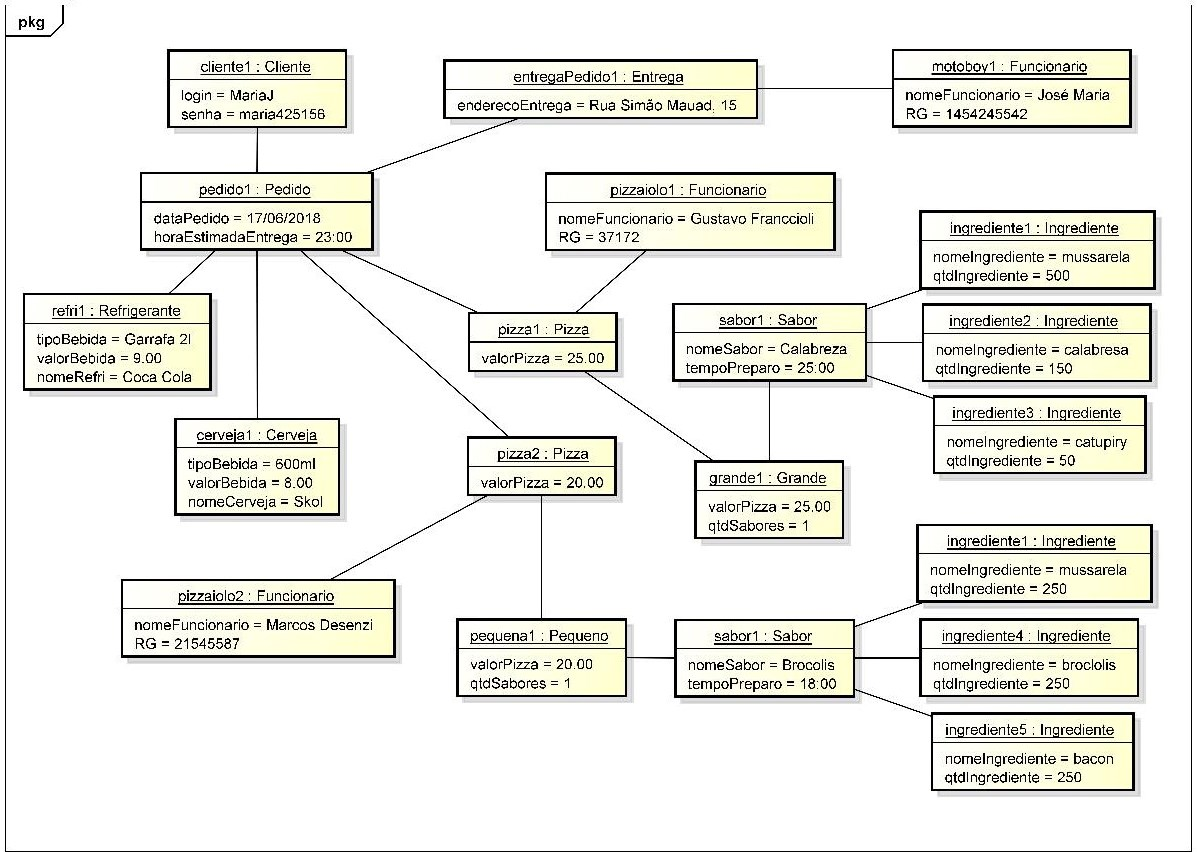 pkg
cliente1 : Cliente
login = MariaJ
senha = maria425156
entregaPedido1 : Entrega
enderecoEntrega = Rua Simão Mauad, 15
motoboy1 : Funcionario
nomeFuncionario = José Maria
RG = 1454245542
pedido1 : Pedido
dataPedido = 17/06/2018
horaEstimadaEntrega = 23:00
pizzaiolo1 : Funcionario
nomeFuncionario = Gustavo Franccioli
RG = 37172
ingrediente1 : Ingrediente
nomeIngrediente = mussarela
qtdIngrediente = 500
refri1 : Refrigerante
tipoBebida = Garrafa 2l
valorBebida = 9.00
nomeRefri = Coca Cola
pizza1 : Pizza
valorPizza = 25.00
sabor1 : Sabor
nomeSabor = Calabreza
tempoPreparo = 25:00
ingrediente2 : Ingrediente
nomeIngrediente = calabresa
qtdIngrediente = 150
ingrediente3 : Ingrediente
nomeIngrediente = catupiry
qtdIngrediente = 50
cerveja1 : Cerveja
tipoBebida = 600ml
valorBebida = 8.00
nomeCerveja = Skol
pizza2 : Pizza
valorPizza = 20.00
grande1 : Grande
valorPizza = 25.00
qtdSabores = 1
ingrediente1 : Ingrediente
nomeIngrediente = mussarela
qtdIngrediente = 250
pizzaiolo2 : Funcionario
nomeFuncionario = Marcos Desenzi
RG = 21545587
pequena1 : Pequeno
valorPizza = 20.00
qtdSabores = 1
sabor1 : Sabor
nomeSabor = Brocolis
tempoPreparo = 18:00
ingrediente4 : Ingrediente
nomeIngrediente = broclolis
qtdIngrediente = 250
ingrediente5 : Ingrediente
nomeIngrediente = bacon
qtdIngrediente = 250